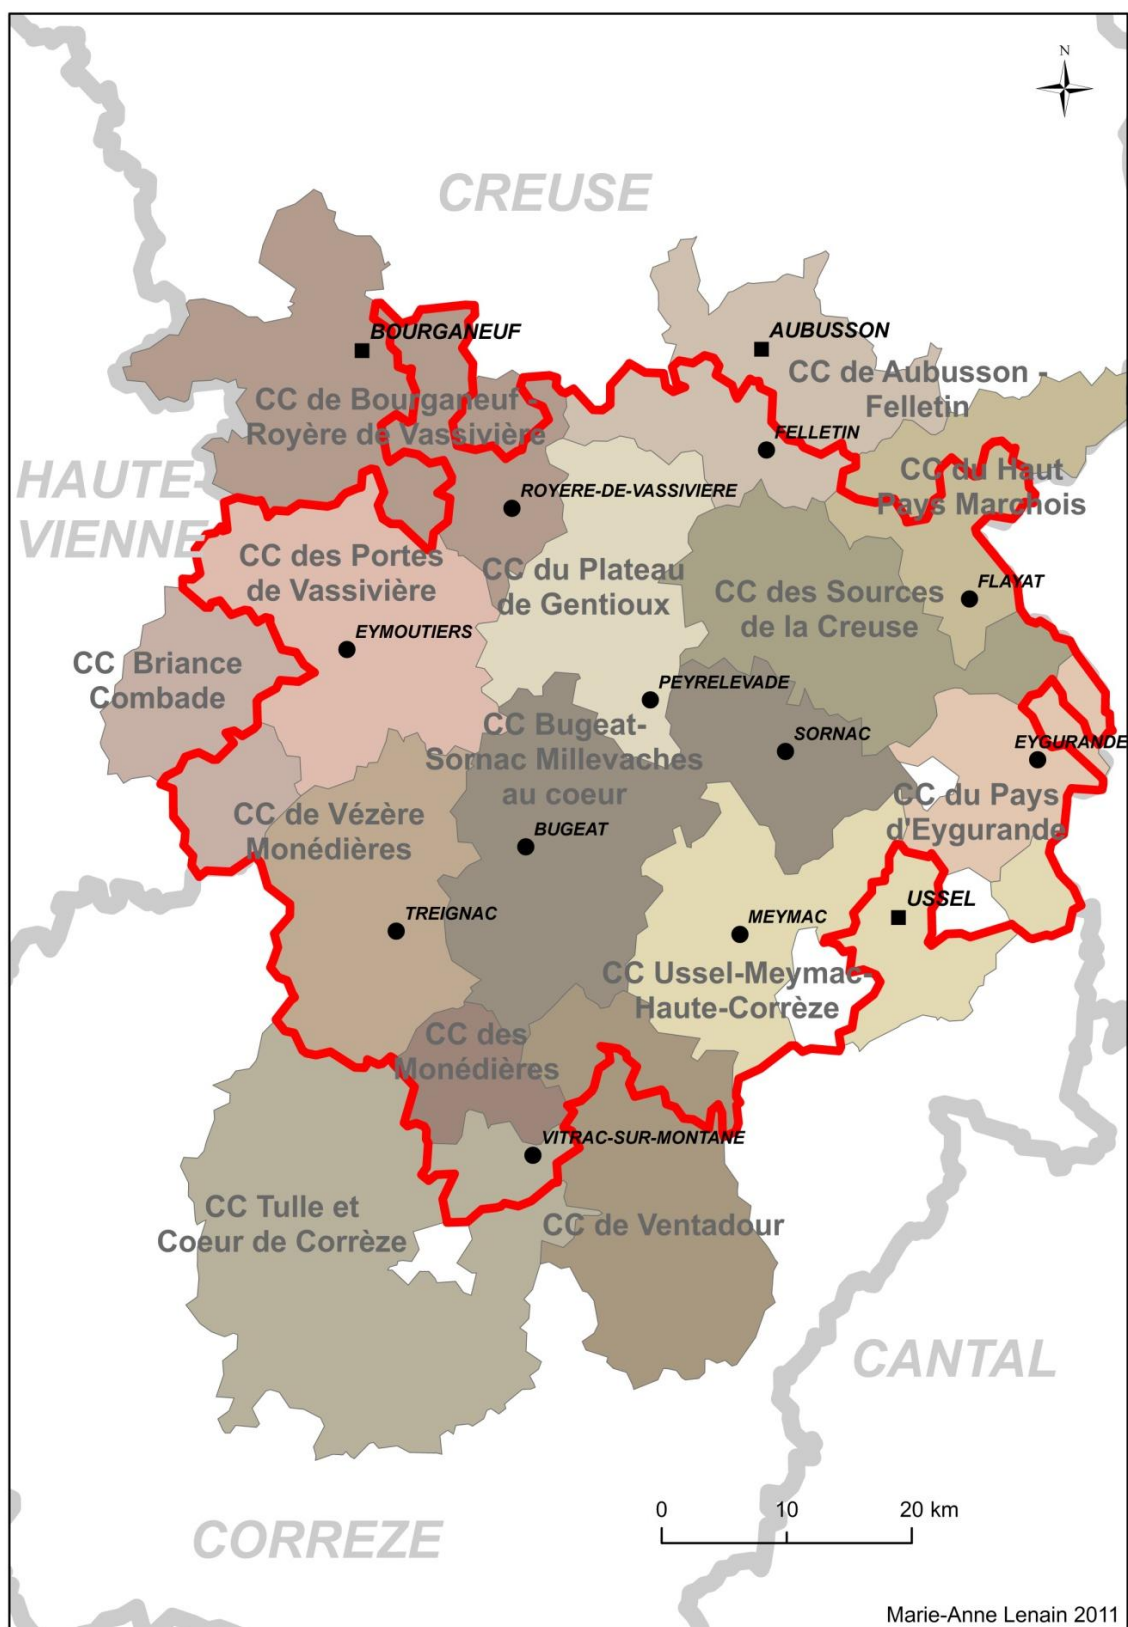 N
CREUSE
BOURGANEUF
AUBUSSON
CC de Aubusson -
Felletin
CC de Bourganeuf -
Royère de Vassivière
FELLETIN
CC du Haut
Pays Marchois
HAUTE-
VIENNE
ROYERE-DE-VASSIVIERE
CC des Portes
de Vassivière
CC du Plateau
de Gentioux
CC des Sources
de la Creuse
FLAYAT
EYMOUTIERS
CC Briance
Combade
PEYRELEVADE
CC Bugeat-
Sornac Millevaches
au coeur
SORNAC
EYGURANDE
CC du Pays
d'Eygurande
CC de Vézère
Monédières
BUGEAT
TREIGNAC
MEYMAC
USSEL
CC Ussel-Meymac-
Haute-Corrèze
CC des
Monédières
VITRAC-SUR-MONTANE
CC Tulle et
Coeur de Corrèze
CC de Ventadour
CANTAL
0 10 20 km
CORREZE
Marie-Anne Lenain 2011